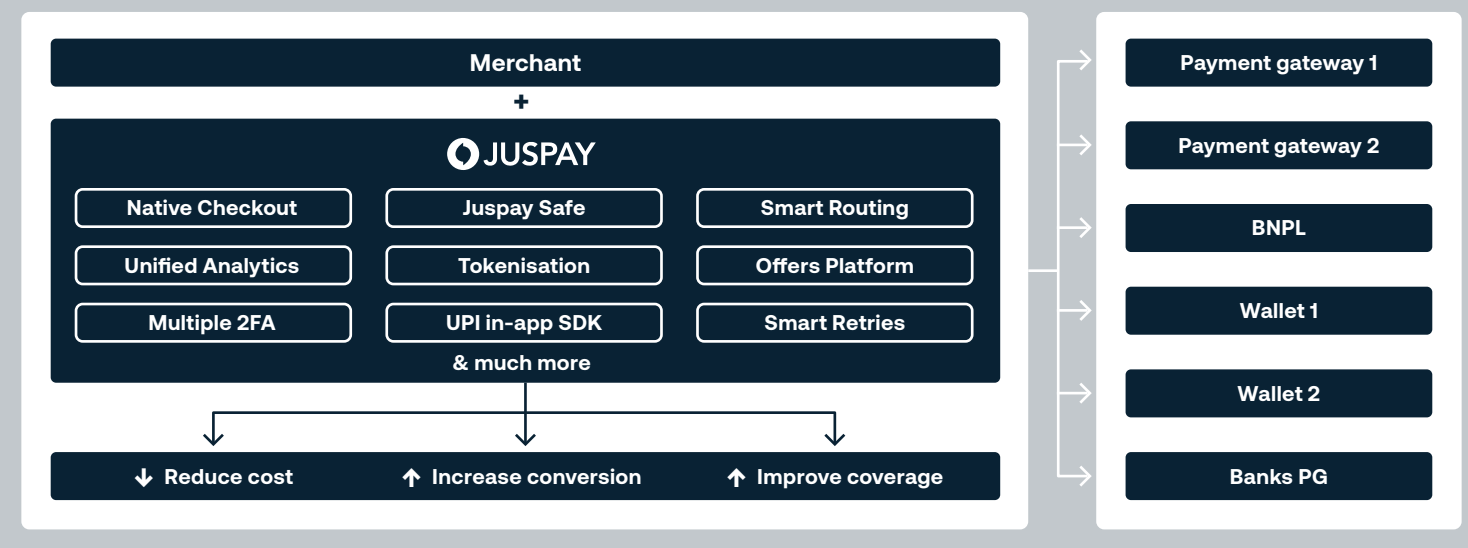 Merchant
+
JUSPAY
Native Checkout
Juspay Safe
Smart Routing
Unified Analytics
Tokenisation
Offers Platform
Multiple 2FA
UPI in-app SDK
Smart Retries
& much more
↓ Reduce cost
↑ Increase conversion
↑ Improve coverage
Payment gateway 1
Payment gateway 2
BNPL
Wallet 1
Wallet 2
Banks PG